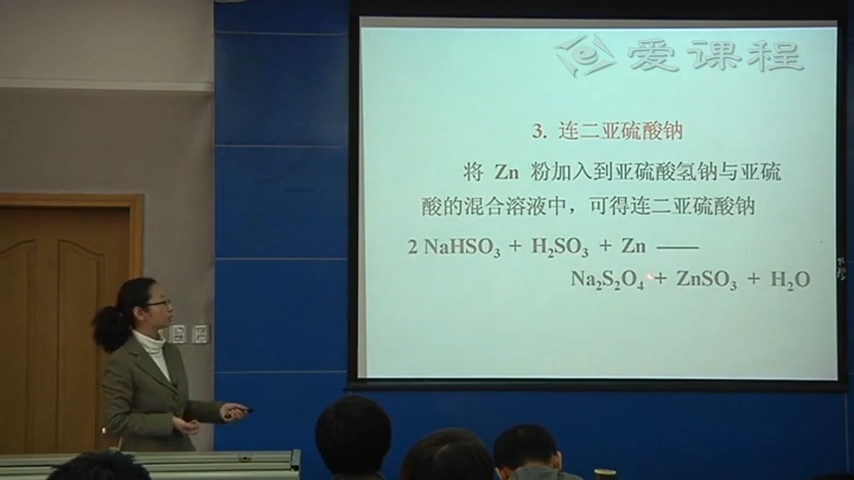 爱课程
3. 连二亚硫酸钠
将 Zn 粉加入到亚硫酸氢钠与亚硫
酸的混合溶液中，可得连二亚硫酸钠
2 NaHSO₃ + H₂SO₃ + Zn ——
Na₂S₂O₄ + ZnSO₃ + H₂O